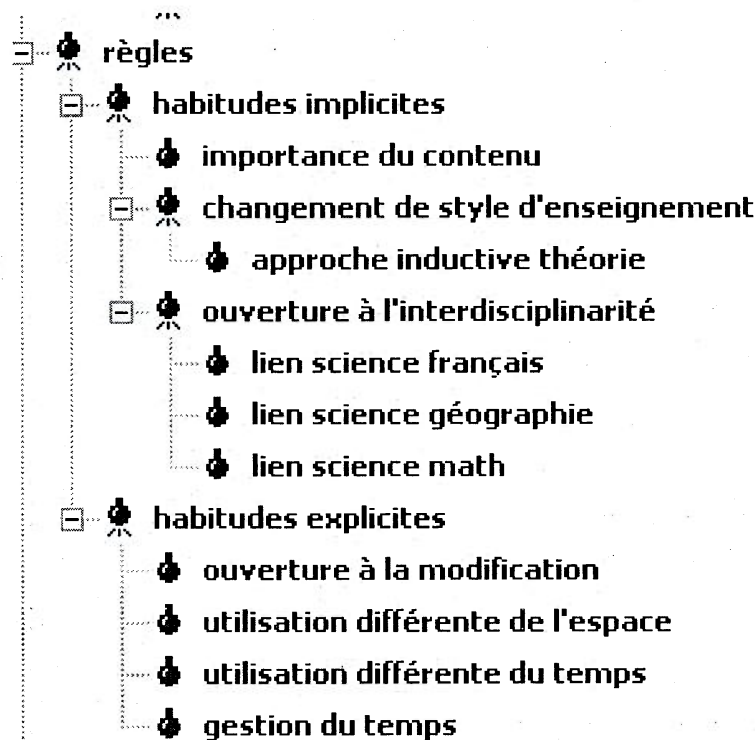 règles
habitudes implicites
importance du contenu
changement de style d'enseignement
approche inductive théorie
ouverture à l'interdisciplinarité
lien science français
lien science géographie
lien science math
habitudes explicites
ouverture à la modification
utilisation différente de l'espace
utilisation différente du temps
gestion du temps